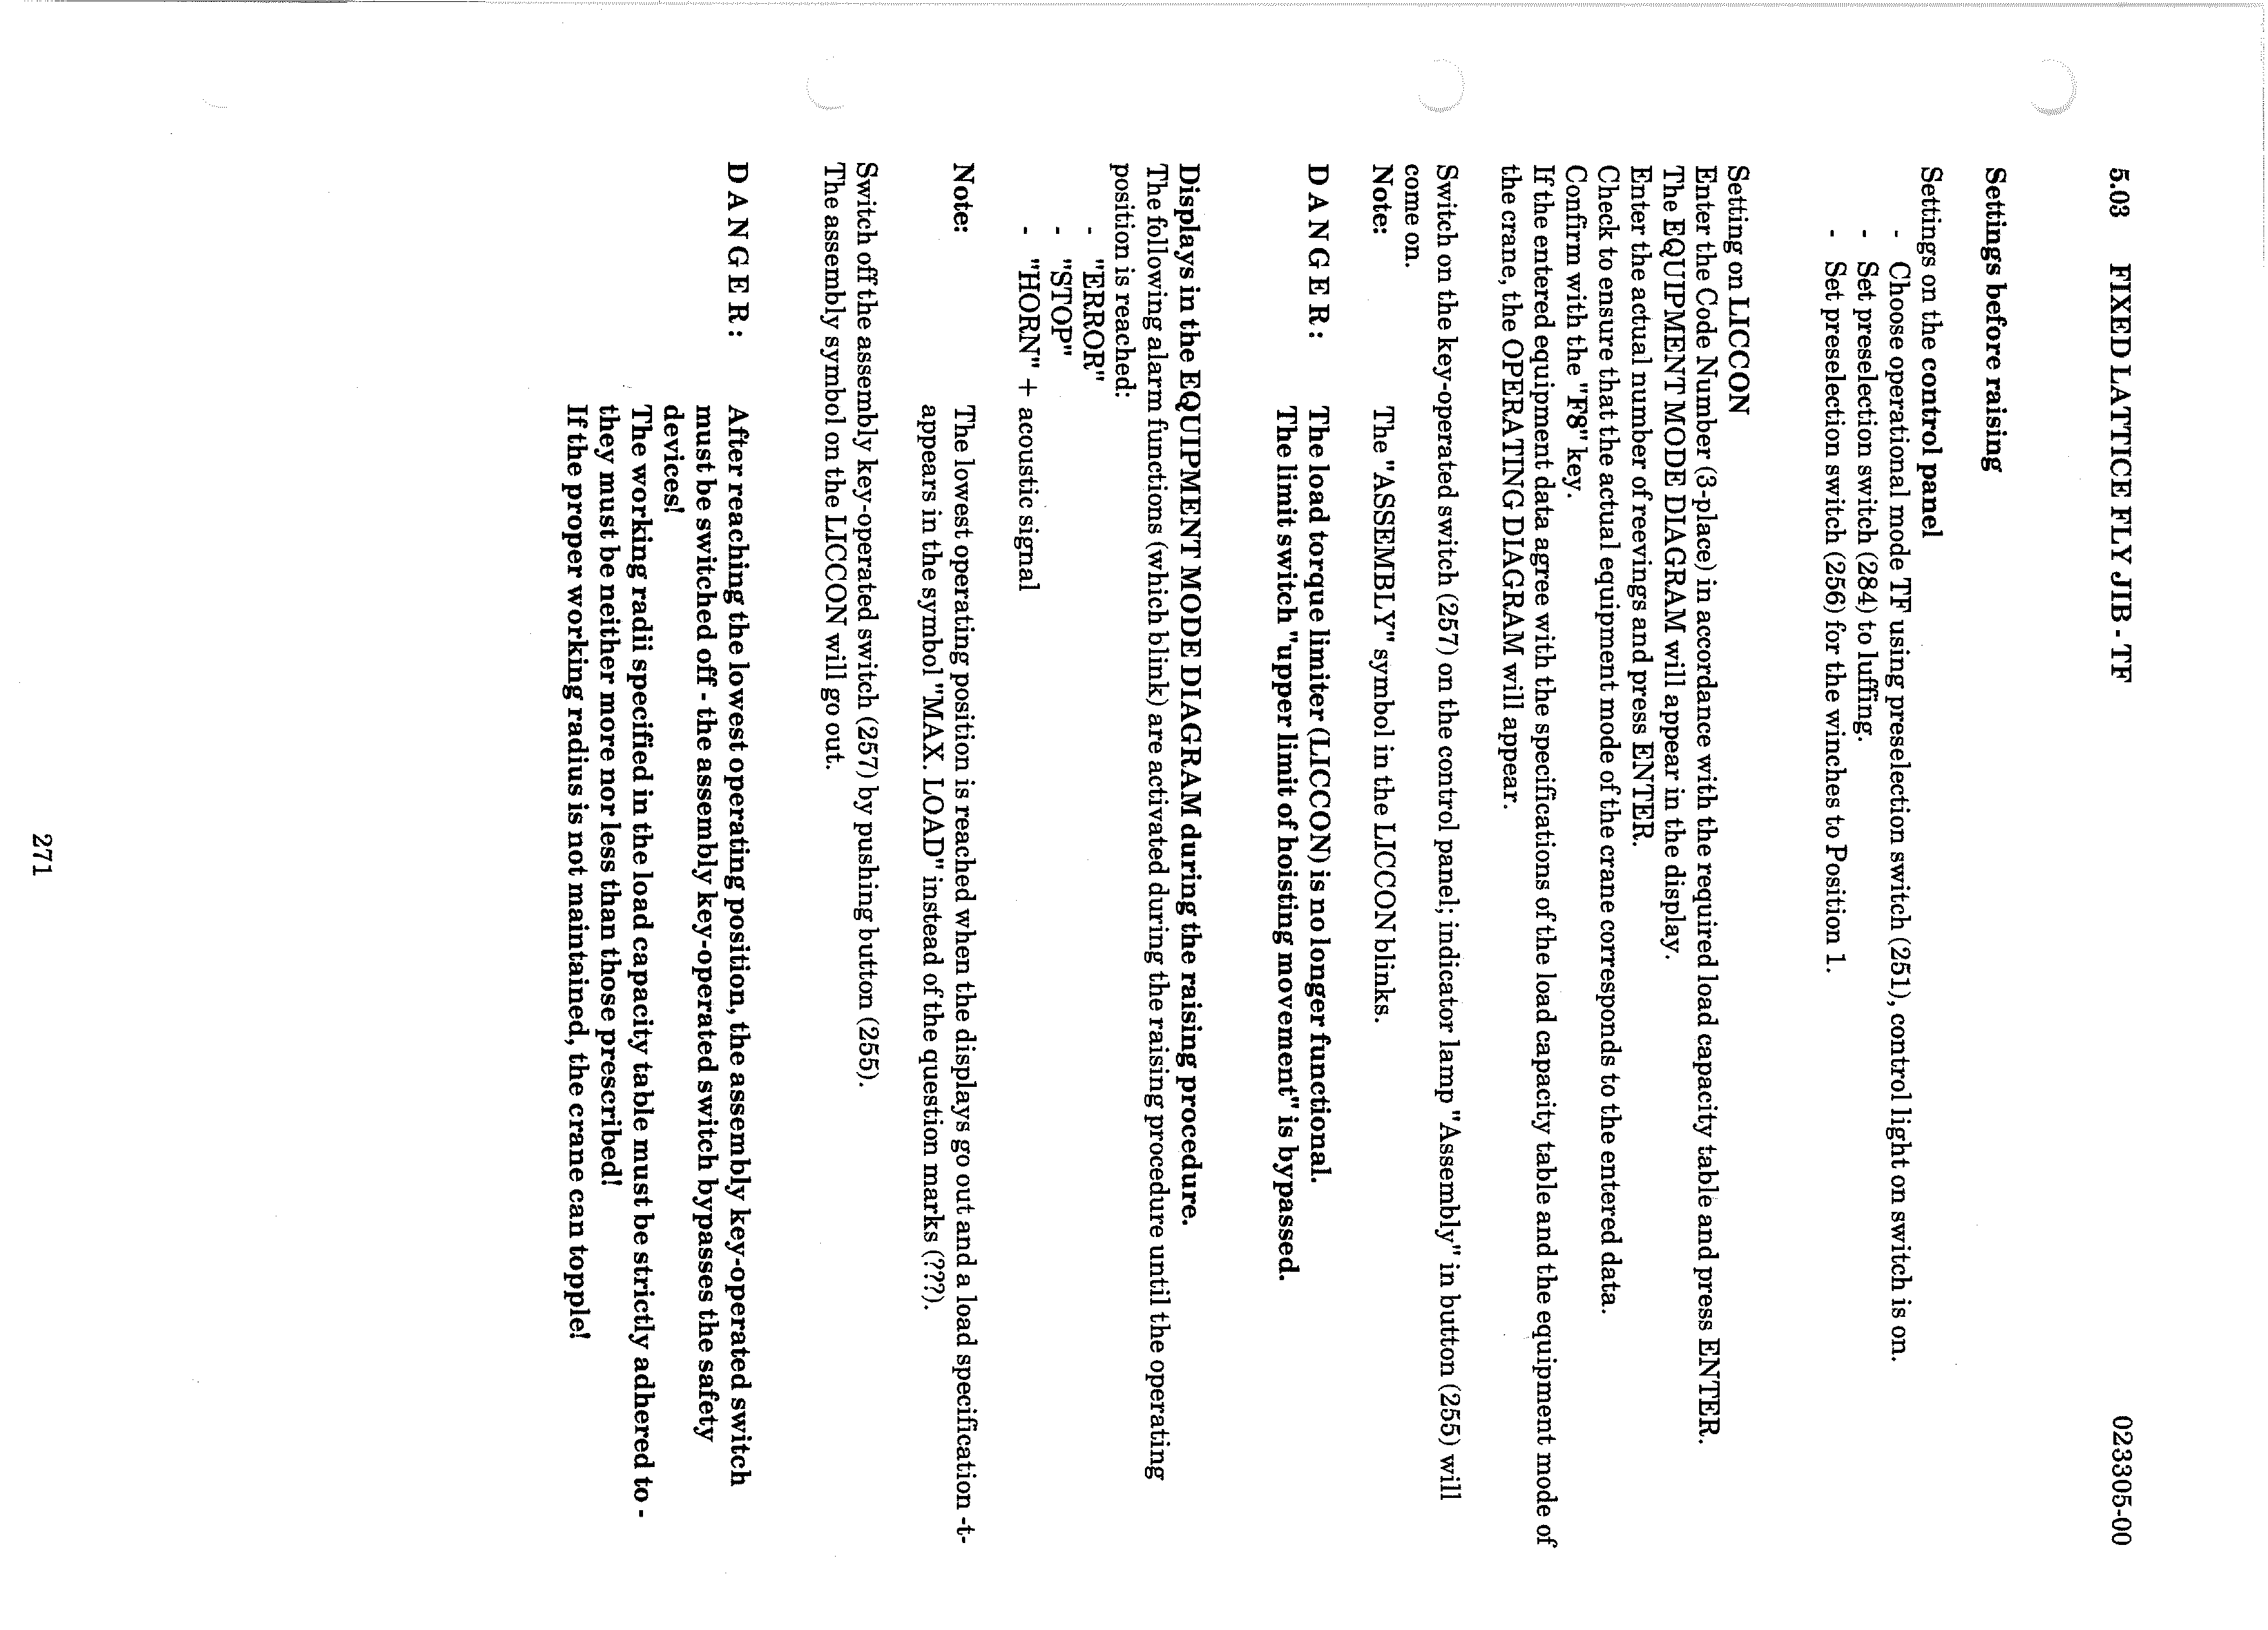 5.03 FIXED LATTICE FLY JIB - TF 023305-00
Settings before raising
Settings on the control panel
- Choose operational mode TF using preselection switch (251), control light on switch is on.
- Set preselection switch (284) to luffing.
- Set preselection switch (256) for the winches to Position 1.
Setting on LICCON
Enter the Code Number (3-place) in accordance with the required load capacity table and press ENTER.
The EQUIPMENT MODE DIAGRAM will appear in the display.
Enter the actual number of reevings and press ENTER.
Check to ensure that the actual equipment mode of the crane corresponds to the entered data.
Confirm with the "F8" key.
If the entered equipment data agree with the specifications of the load capacity table and the equipment mode of
the crane, the OPERATING DIAGRAM will appear.
Switch on the key-operated switch (257) on the control panel; indicator lamp "Assembly" in button (255) will
come on.
Note: The "ASSEMBLY" symbol in the LICCON blinks.
D A N G E R : The load torque limiter (LICCON) is no longer functional.
The limit switch "upper limit of hoisting movement" is bypassed.
Displays in the EQUIPMENT MODE DIAGRAM during the raising procedure.
The following alarm functions (which blink) are activated during the raising procedure until the operating
position is reached:
- "ERROR"
- "STOP"
- "HORN" + acoustic signal
Note: The lowest operating position is reached when the displays go out and a load specification -t-
appears in the symbol "MAX. LOAD" instead of the question marks (???).
Switch off the assembly key-operated switch (257) by pushing button (255).
The assembly symbol on the LICCON will go out.
D A N G E R : After reaching the lowest operating position, the assembly key-operated switch
must be switched off - the assembly key-operated switch bypasses the safety
devices!
The working radii specified in the load capacity table must be strictly adhered to -
they must be neither more nor less than those prescribed!
If the proper working radius is not maintained, the crane can topple!
271